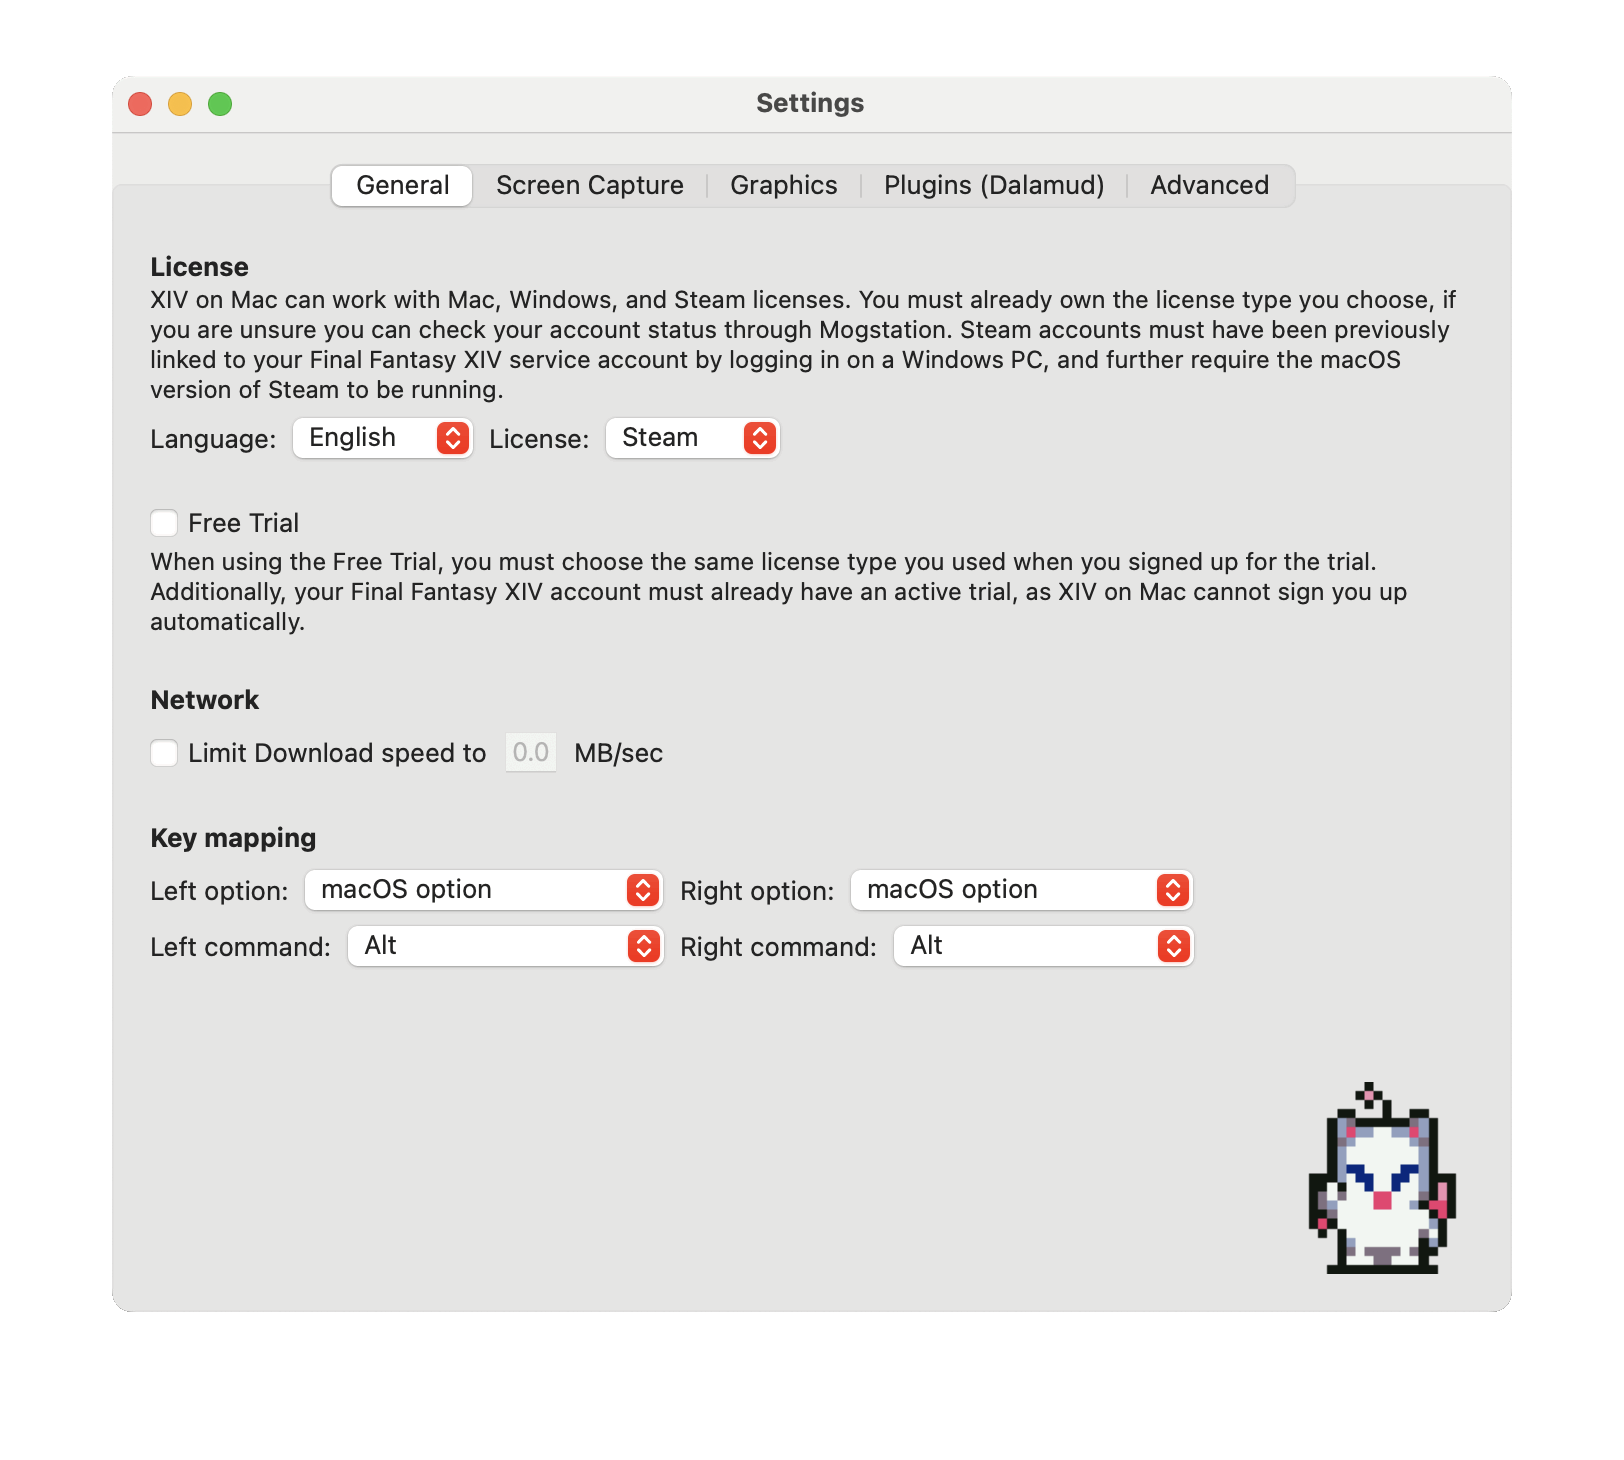 Settings
General
Screen Capture
Graphics
Plugins (Dalamud)
Advanced
License
XIV on Mac can work with Mac, Windows, and Steam licenses. You must already own the license type you choose, if
you are unsure you can check your account status through Mogstation. Steam accounts must have been previously
linked to your Final Fantasy XIV service account by logging in on a Windows PC, and further require the macOS
version of Steam to be running.
Language: English License: Steam
Free Trial
When using the Free Trial, you must choose the same license type you used when you signed up for the trial.
Additionally, your Final Fantasy XIV account must already have an active trial, as XIV on Mac cannot sign you up
automatically.
Network
Limit Download speed to 0.0 MB/sec
Key mapping
Left option: macOS option Right option: macOS option
Left command: Alt Right command: Alt